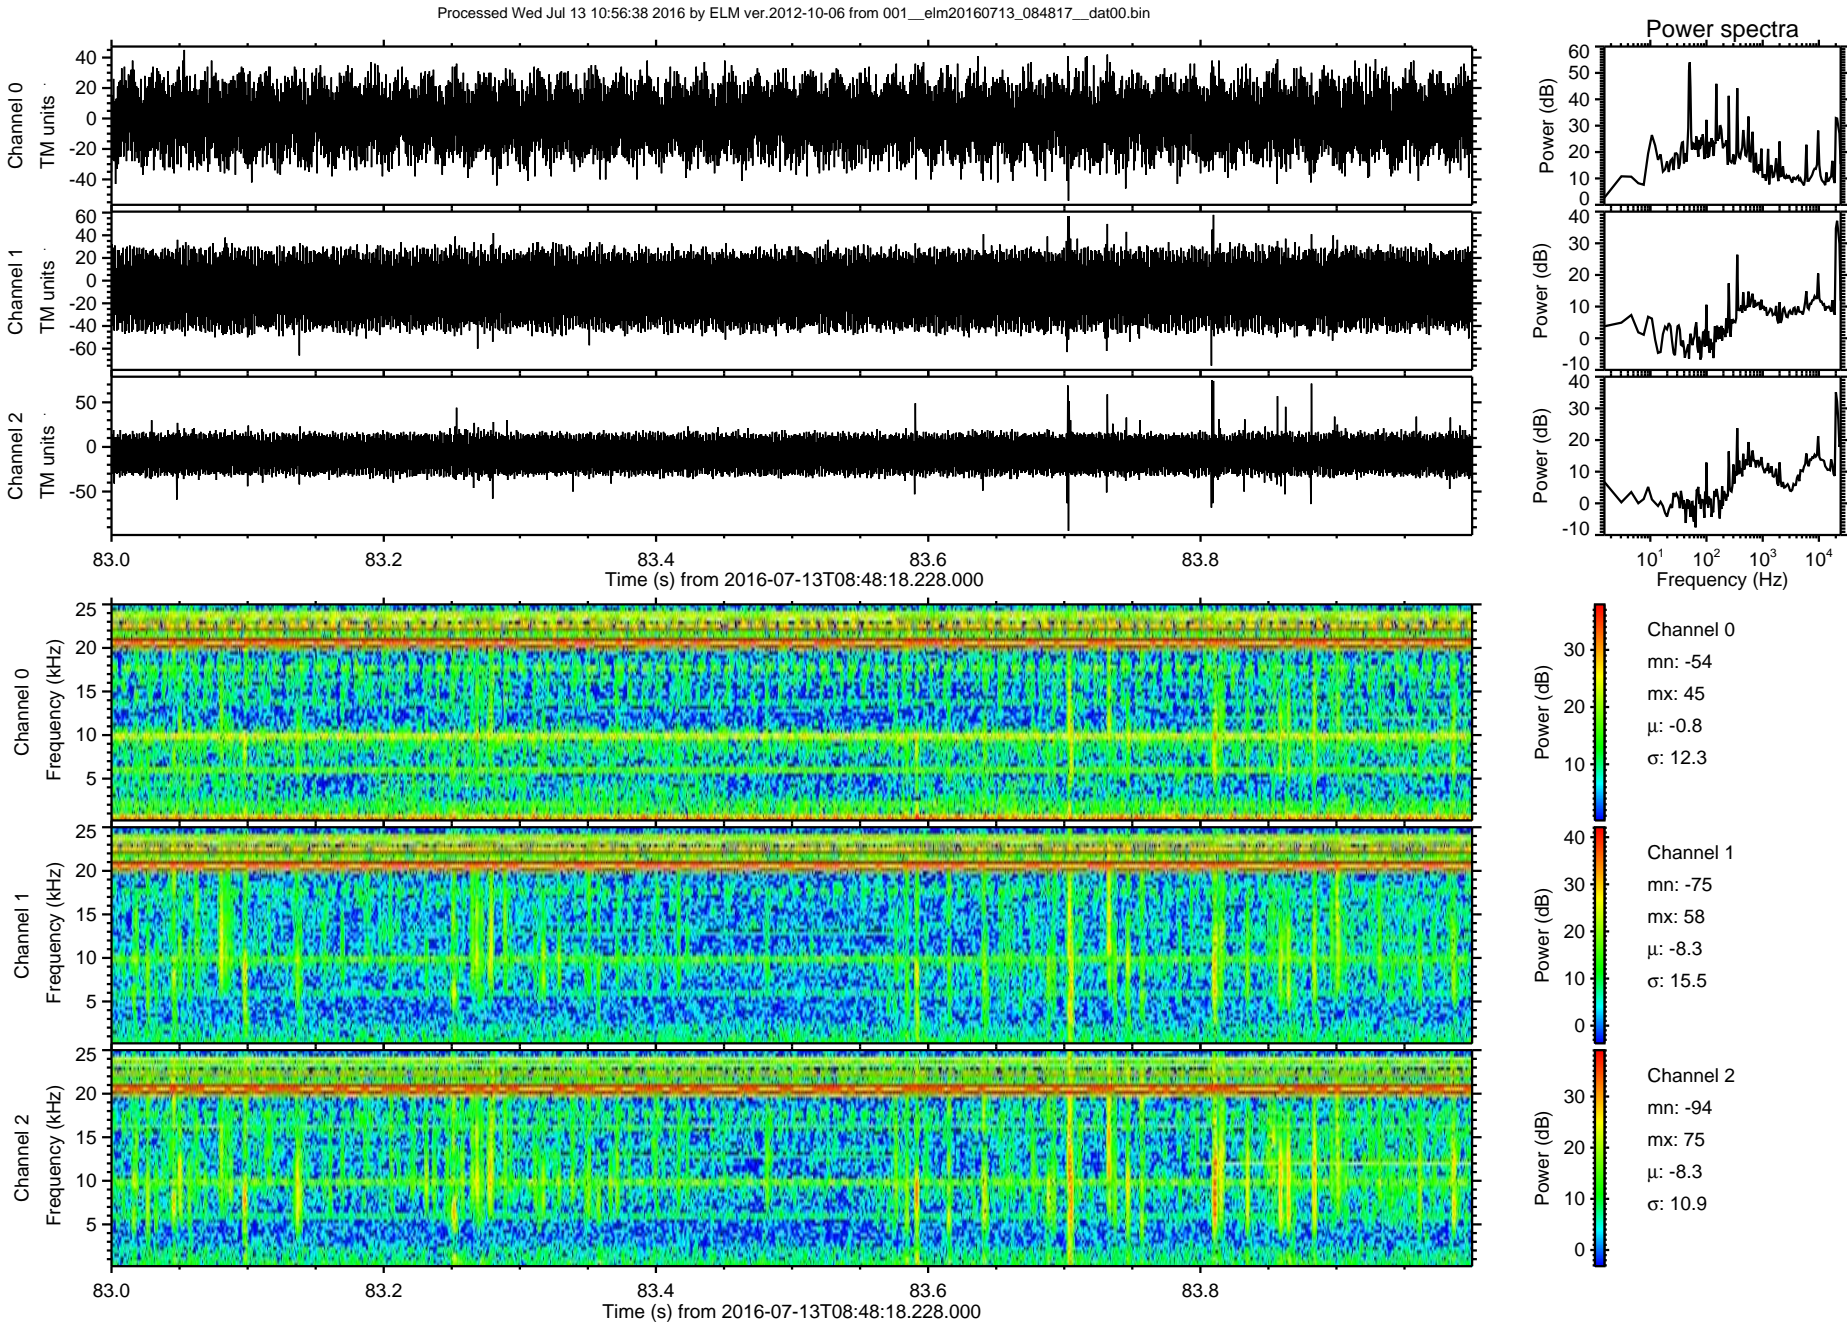 Processed Wed Jul 13 10:56:38 2016 by ELM ver.2012-10-06 from 001__elm20160713_084817__dat00.bin
Power spectra
Channel 0
TM units
40
20
0
-20
-40
Power (dB)
60
50
40
30
20
10
0
Channel 1
TM units
60
40
20
0
-20
-40
-60
Power (dB)
40
30
20
10
0
-10
Channel 2
TM units
50
0
-50
Power (dB)
40
30
20
10
0
-10
83.0 83.2 83.4 83.6 83.8
Time (s) from 2016-07-13T08:48:18.228.000
10^1 10^2 10^3 10^4
Frequency (Hz)
Channel 0
Frequency (kHz)
25
20
15
10
5
Power (dB)
30
20
10
Channel 0
mn: -54
mx: 45
μ: -0.8
σ: 12.3
Channel 1
Frequency (kHz)
25
20
15
10
5
Power (dB)
40
30
20
10
0
Channel 1
mn: -75
mx: 58
μ: -8.3
σ: 15.5
Channel 2
Frequency (kHz)
25
20
15
10
5
Power (dB)
30
20
10
0
Channel 2
mn: -94
mx: 75
μ: -8.3
σ: 10.9
83.0 83.2 83.4 83.6 83.8
Time (s) from 2016-07-13T08:48:18.228.000